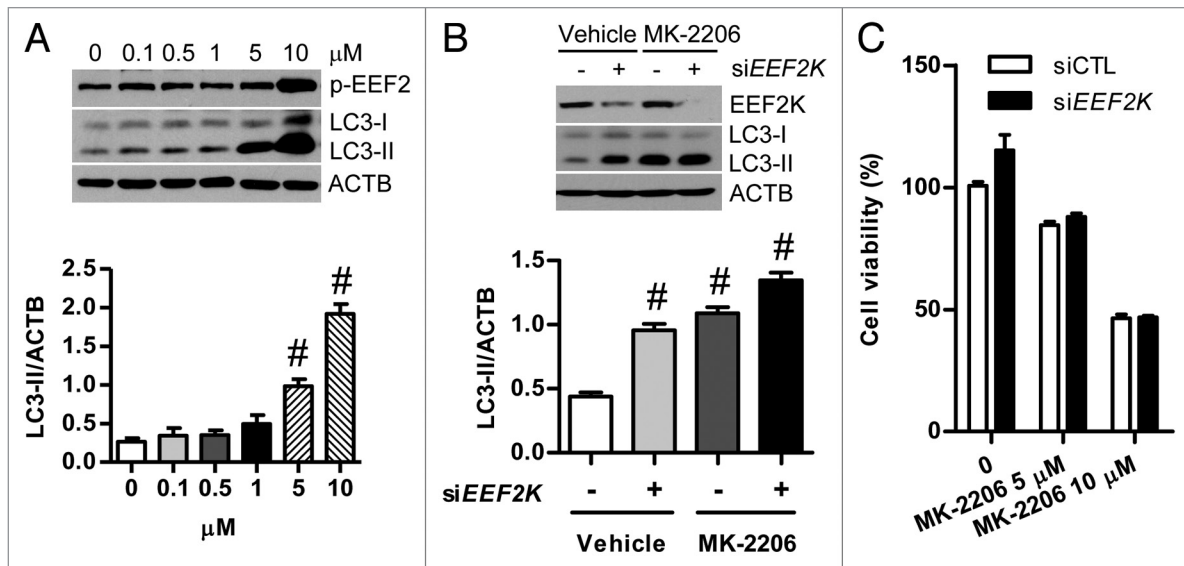 A
0 0.1 0.5 1 5 10 µM
p-EEF2
LC3-I
LC3-II
ACTB
LC3-II/ACTB
2.5
2.0
1.5
1.0
0.5
0.0
# #
0 0.1 0.5 1 5 10
µM
B
Vehicle MK-2206
- + - + siEEF2K
EEF2K
LC3-I
LC3-II
ACTB
LC3-II/ACTB
1.5
1.0
0.5
0.0
# # #
siEEF2K - + - +
Vehicle MK-2206
C
siCTL
siEEF2K
Cell viability (%)
150
100
50
0
0
MK-2206 5 µM
MK-2206 10 µM